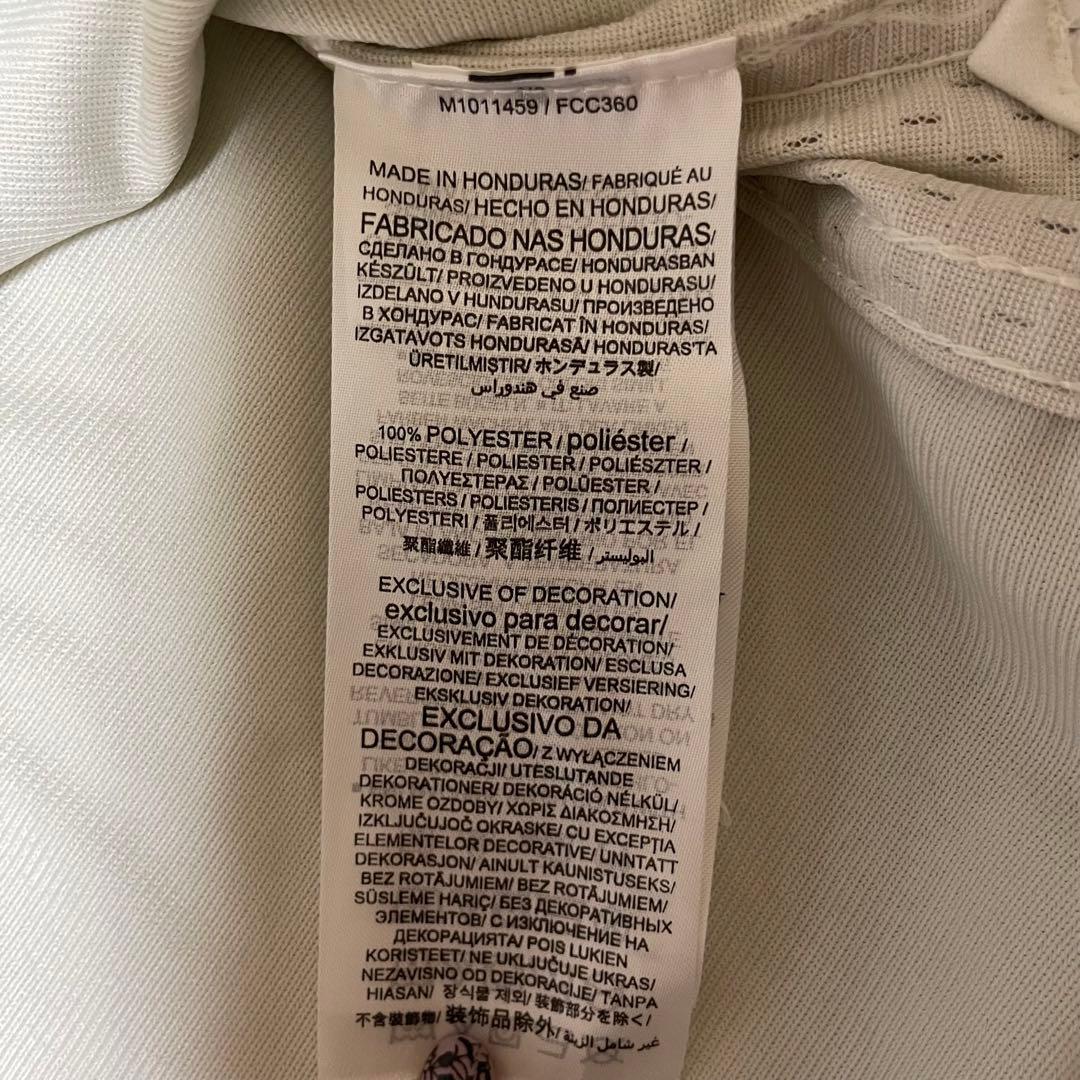 M1011459 / FCC360
MADE IN HONDURAS/ FABRIQUÉ AU
HONDURAS/ HECHO EN HONDURAS/
FABRICADO NAS HONDURAS/
СДЕЛАНО В ГОНДУРАСЕ/ HONDURASBAN
KÉSZÜLT/ PROIZVEDENO U HONDURASU/
IZDELANO V HUNDURASU/ ПРОИЗВЕДЕНО
В ХОНДУРАС/ FABRICAT ÎN HONDURAS/
IZGATAVOTS HONDURASĀ/ HONDURAS'TA
ÜRETILMIŞTIR/ ホンデュラス製/
صنع في هندوراس
100% POLYESTER / poliéster /
POLIESTERE / POLIESTER / POLIÉSZTER /
ΠΟΛΥΕΣΤΕΡΑΣ / POLÜESTER /
POLIESTERS / POLIESTERIS / ПОЛИЕСТЕР /
POLYESTERI / 폴리에스터 / ポリエステル /
聚酯纖維 / 聚酯纤维 / البوليستر
EXCLUSIVE OF DECORATION/
exclusivo para decorar/
EXCLUSIVEMENT DE DÉCORATION/
EXKLUSIV MIT DEKORATION/ ESCLUSA
DECORAZIONE/ EXCLUSIEF VERSIERING/
EKSKLUSIV DEKORATION/
EXCLUSIVO DA
DECORAÇÃO/ Z WYŁĄCZENIEM
DEKORACJI/ UTESLUTANDE
DEKORATIONER/ DEKORÁCIÓ NÉLKÜL/
KROME OZDOBY/ ΧΩΡΙΣ ΔΙΑΚΟΣΜΗΣΗ/
IZKLJUČUJOČ OKRASKE/ CU EXCEPȚIA
ELEMENTELOR DECORATIVE/ UNNTATT
DEKORASJON/ AINULT KAUNISTUSEKS/
BEZ ROTĀJUMIEM/ BEZ ROTĀJUMIEM/
SÜSLEME HARIÇ/ БЕЗ ДЕКОРАТИВНЫХ
ЭЛЕМЕНТОВ/ С ИЗКЛЮЧЕНИЕ НА
ДЕКОРАЦИЯТА/ POIS LUKIEN
KORISTEET/ NE UKLJUČUJE UKRAS/
NEZAVISNO OD DEKORACIJE/ TANPA
HIASAN/ 장식물 제외/ 装飾部分を除く/
不含裝飾物/ 装饰品除外/ غير شامل الزينة